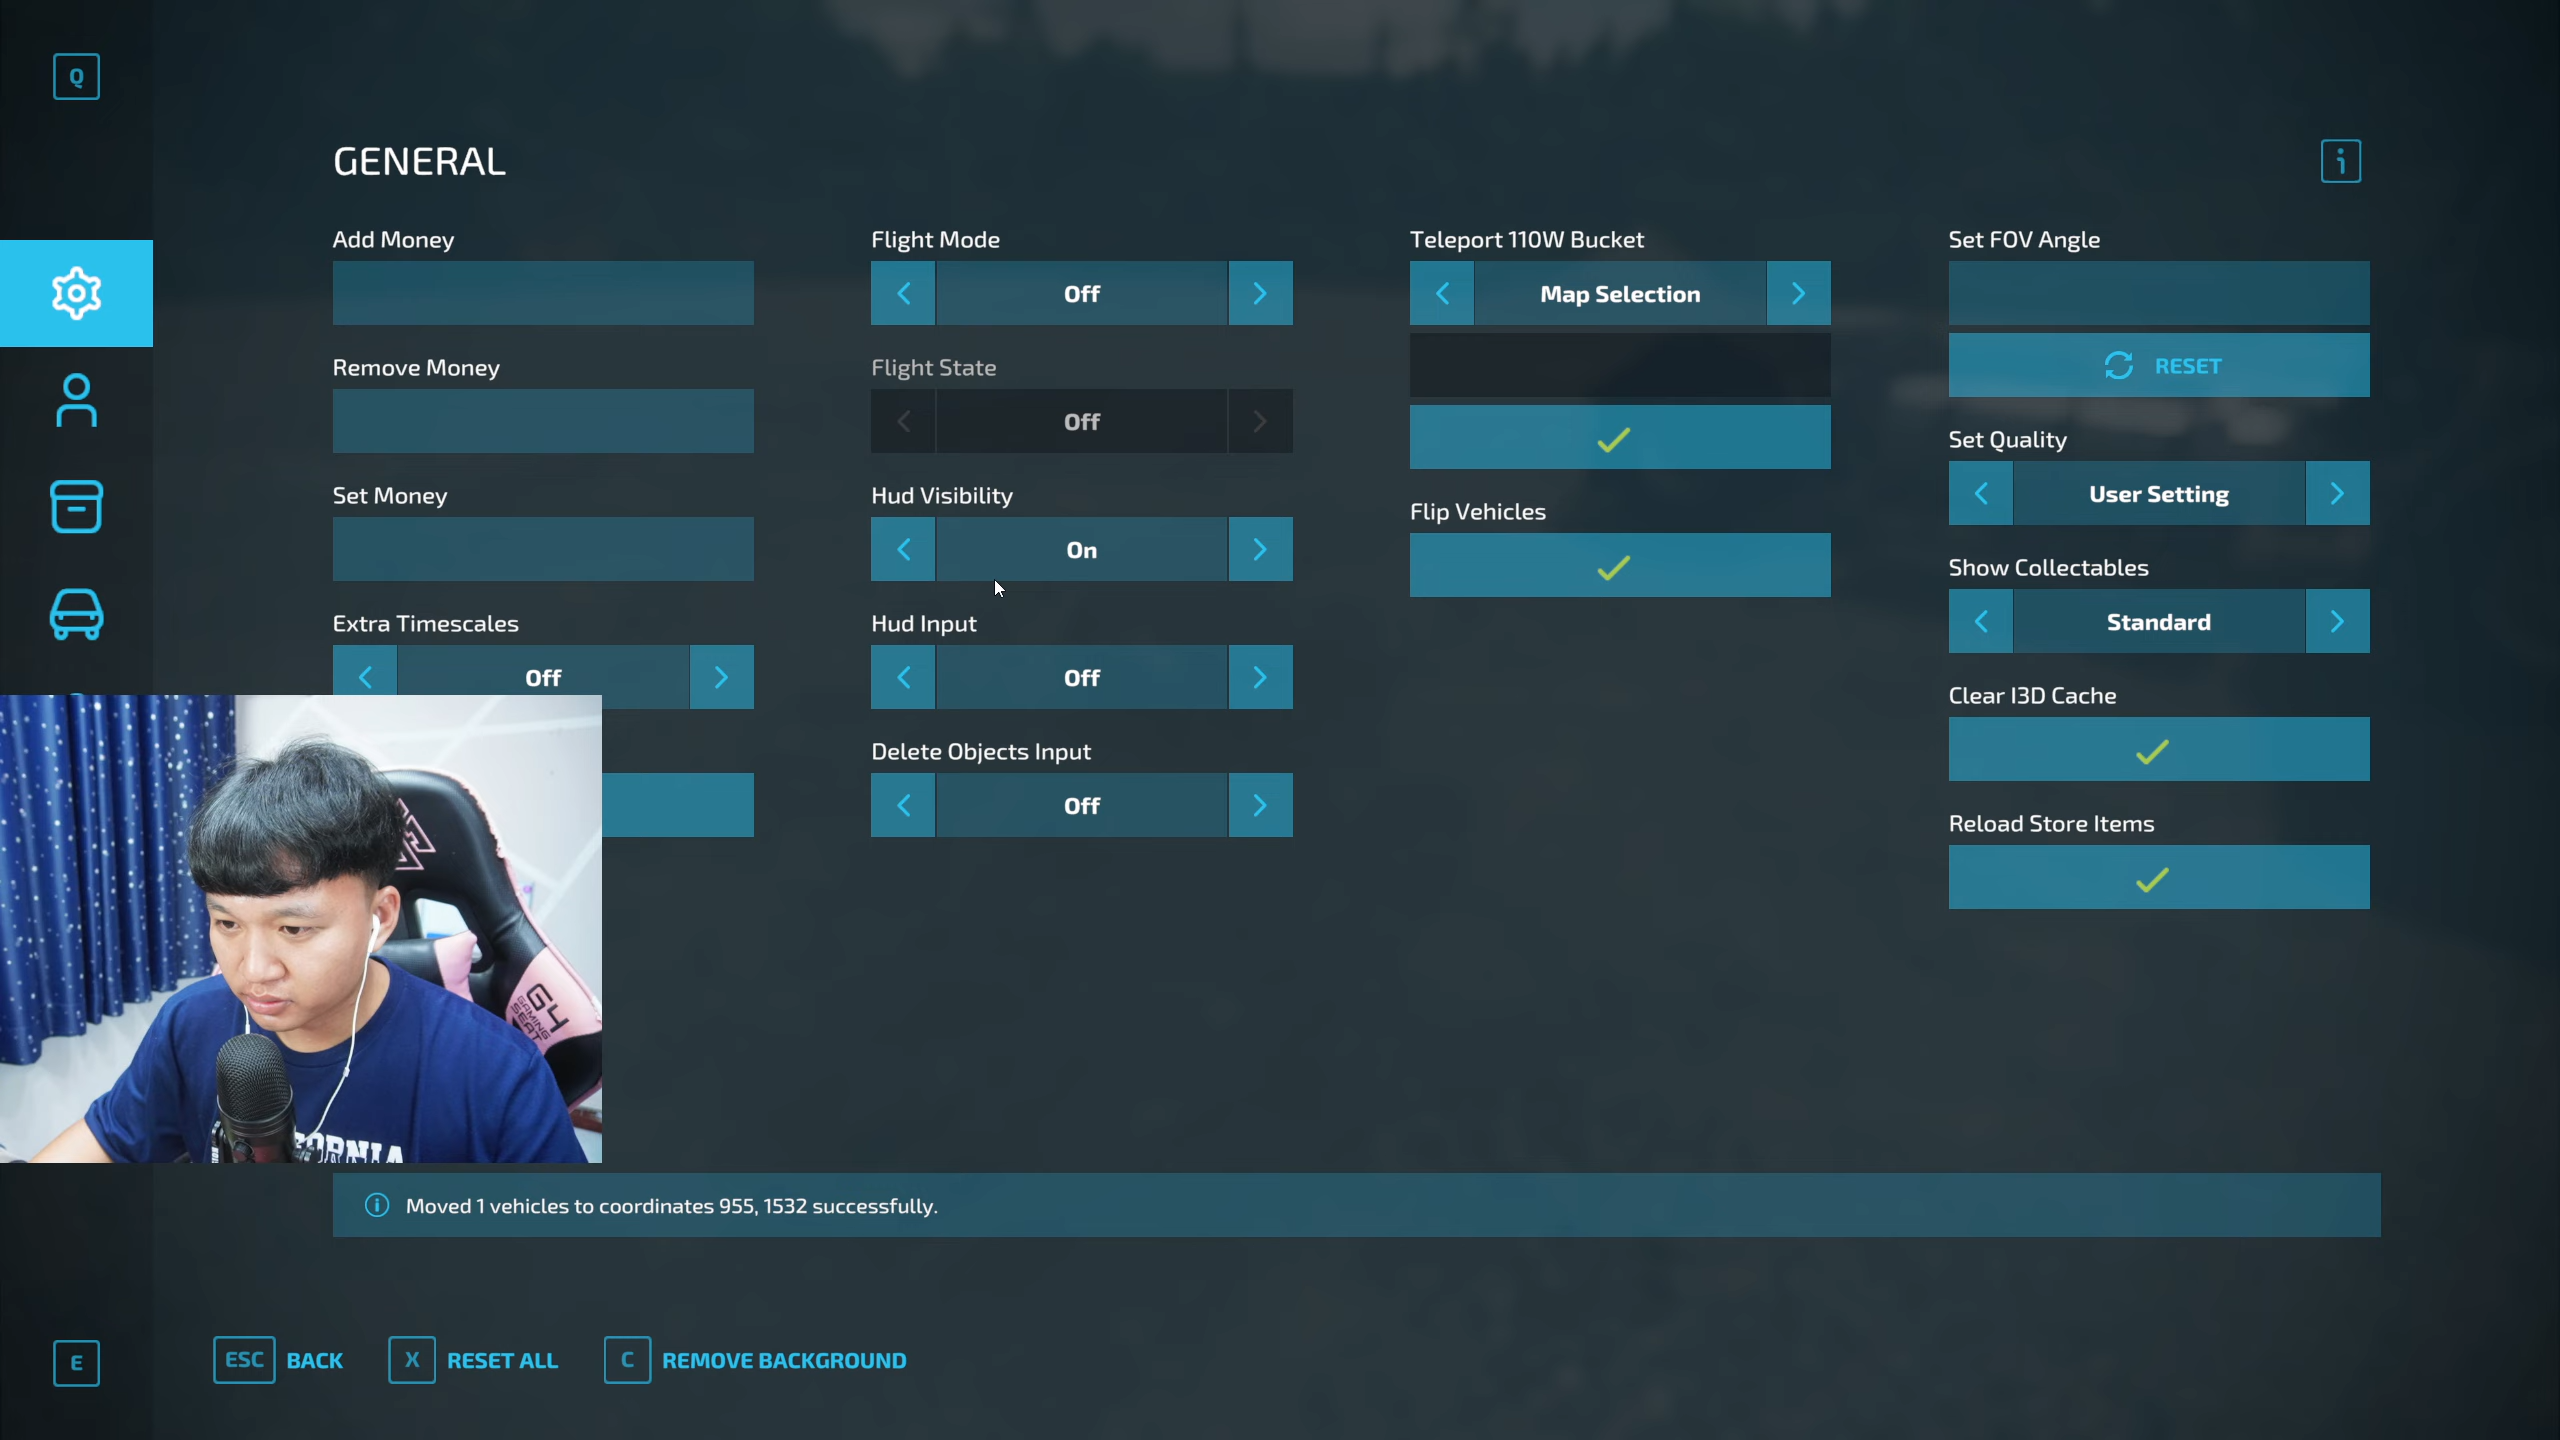 Q
GENERAL
Add Money
Remove Money
Set Money
Extra Timescales
Off
Flight Mode
Off
Flight State
Off
Hud Visibility
On
Hud Input
Off
Delete Objects Input
Off
Teleport 110W Bucket
Map Selection
Flip Vehicles
Set FOV Angle
RESET
Set Quality
User Setting
Show Collectables
Standard
Clear I3D Cache
Reload Store Items
G4
GAMING
SEAT
Moved 1 vehicles to coordinates 955, 1532 successfully.
E
ESC BACK X RESET ALL C REMOVE BACKGROUND